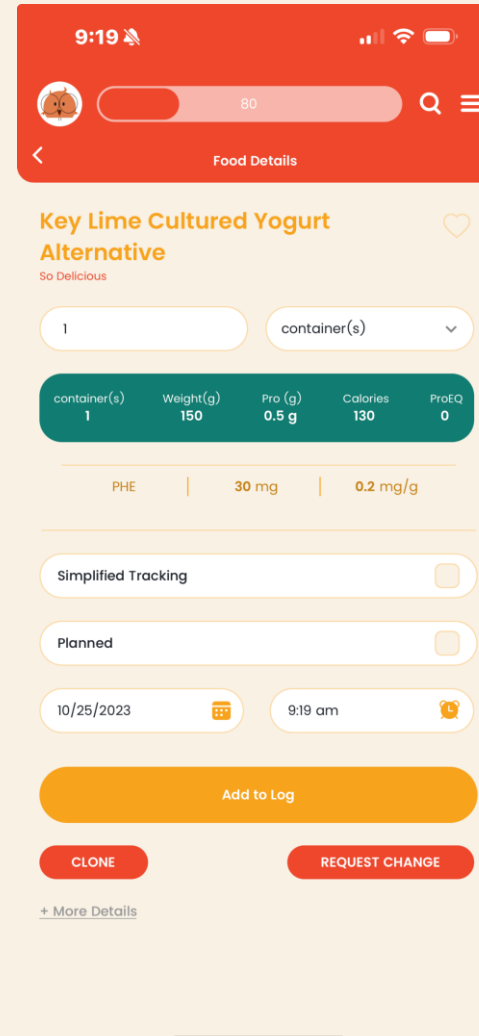 9:19
80
Food Details
Key Lime Cultured Yogurt
Alternative
So Delicious
1 container(s)
container(s) Weight(g) Pro (g) Calories ProEQ
1 150 0.5 g 130 0
PHE 30 mg 0.2 mg/g
Simplified Tracking
Planned
10/25/2023 9:19 am
Add to Log
CLONE REQUEST CHANGE
+ More Details